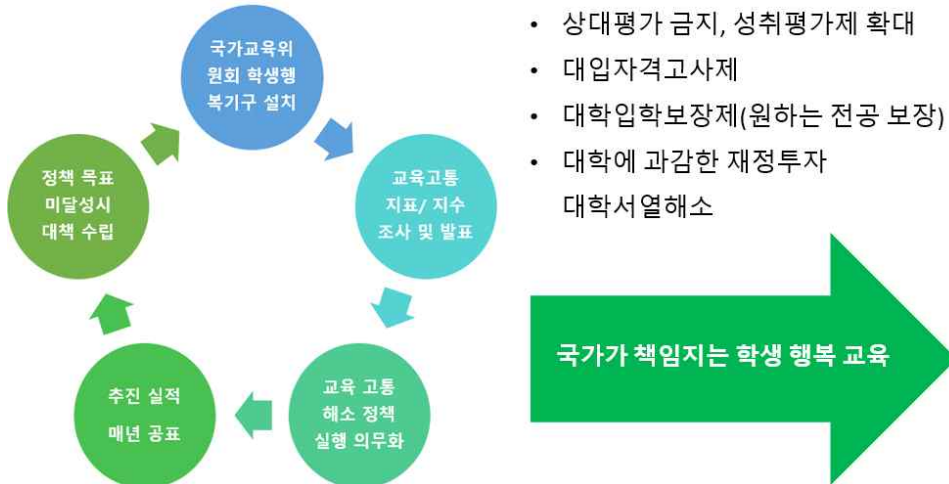 국가교육위
원회 학생행
복기구 설치
교육고통
지표/ 지수
조사 및 발표
교육 고통
해소 정책
실행 의무화
추진 실적
매년 공표
정책 목표
미달성시
대책 수립
• 상대평가 금지, 성취평가제 확대
• 대입자격고사제
• 대학입학보장제(원하는 전공 보장)
• 대학에 과감한 재정투자
대학서열해소
국가가 책임지는 학생 행복 교육